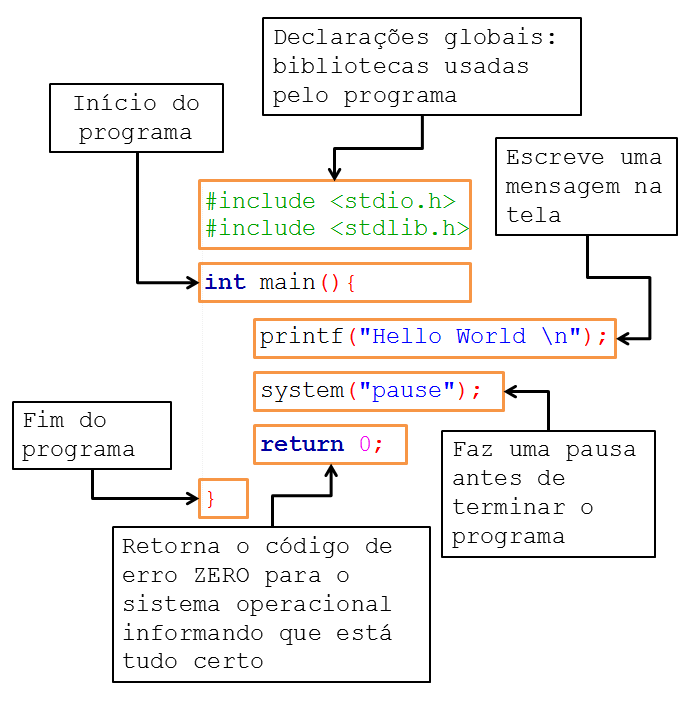 Declarações globais:
bibliotecas usadas
pelo programa
Início do
programa
Escreve uma
mensagem na
tela
#include <stdio.h>
#include <stdlib.h>
int main(){
printf("Hello World \n");
system("pause");
return 0;
}
Fim do
programa
Faz uma pausa
antes de
terminar o
programa
Retorna o código de
erro ZERO para o
sistema operacional
informando que está
tudo certo